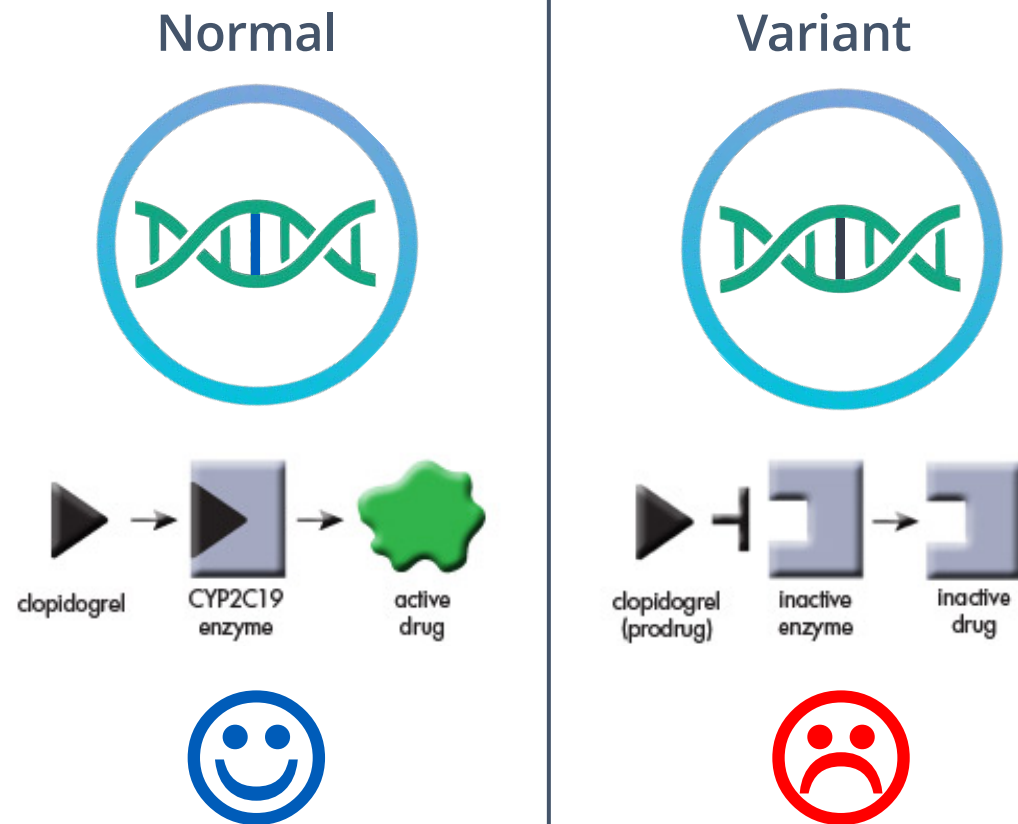 Normal
Variant
clopidogrel
CYP2C19
enzyme
active
drug
clopidogrel
(prodrug)
inactive
enzyme
inactive
drug